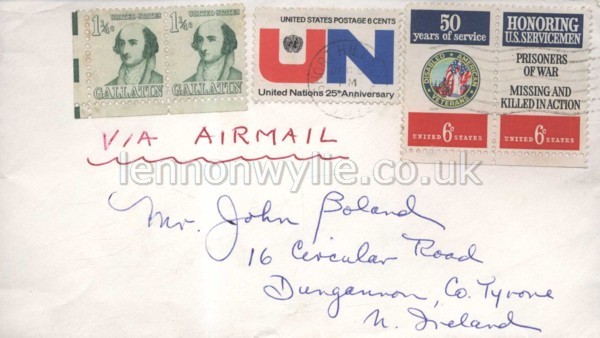 UNITED STATES
1¼¢
GALLATIN
UNITED STATES
1¼¢
GALLATIN
UNITED STATES POSTAGE 6 CENTS
UN
United Nations 25th Anniversary
50
years of service
DISABLED AMERICAN VETERANS
UNITED 6c STATES
HONORING
U.S. SERVICEMEN
PRISONERS
OF WAR
MISSING AND
KILLED IN ACTION
UNITED 6c STATES
VIA AIRMAIL
lennonwylie.co.uk
Mr. John Boland
16 Circular Road
Dungannon, Co. Tyrone
N. Ireland